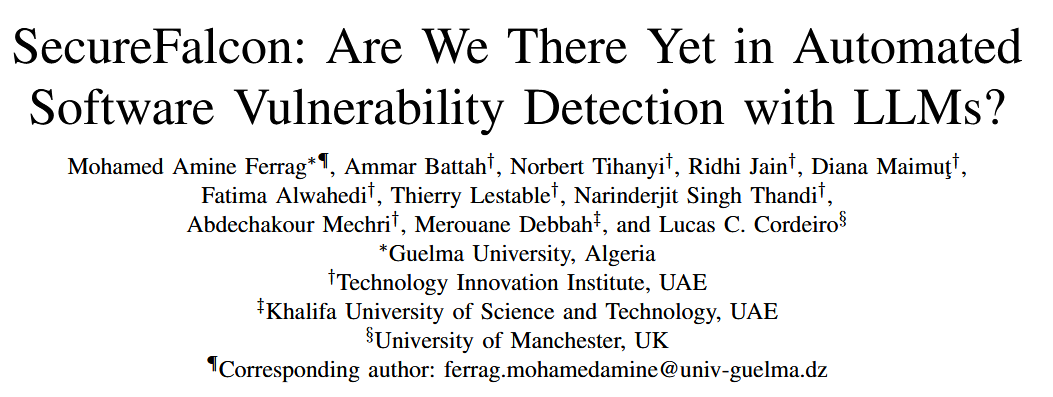 SecureFalcon: Are We There Yet in Automated
Software Vulnerability Detection with LLMs?
Mohamed Amine Ferrag*¶, Ammar Battah†, Norbert Tihanyi†, Ridhi Jain†, Diana Maimuţ†,
Fatima Alwahedi†, Thierry Lestable†, Narinderjit Singh Thandi†,
Abdechakour Mechri†, Merouane Debbah‡, and Lucas C. Cordeiro§
*Guelma University, Algeria
†Technology Innovation Institute, UAE
‡Khalifa University of Science and Technology, UAE
§University of Manchester, UK
¶Corresponding author: ferrag.mohamedamine@univ-guelma.dz